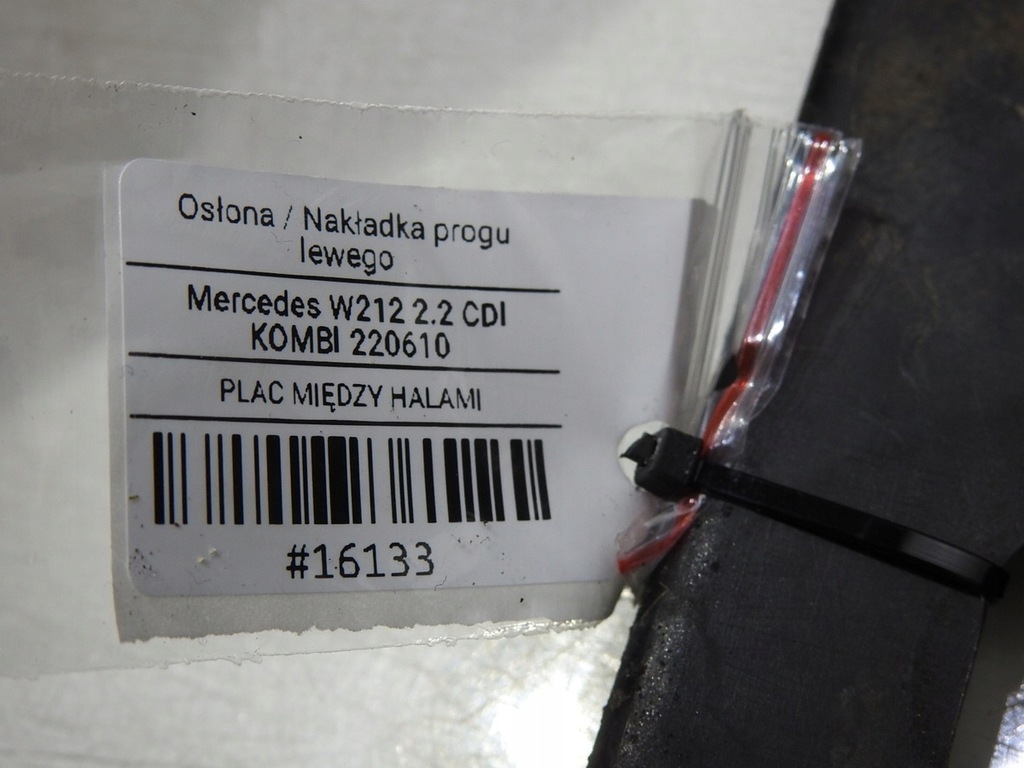 Osłona / Nakładka progu
lewego
Mercedes W212 2.2 CDI
KOMBI 220610
PLAC MIĘDZY HALAMI
#16133